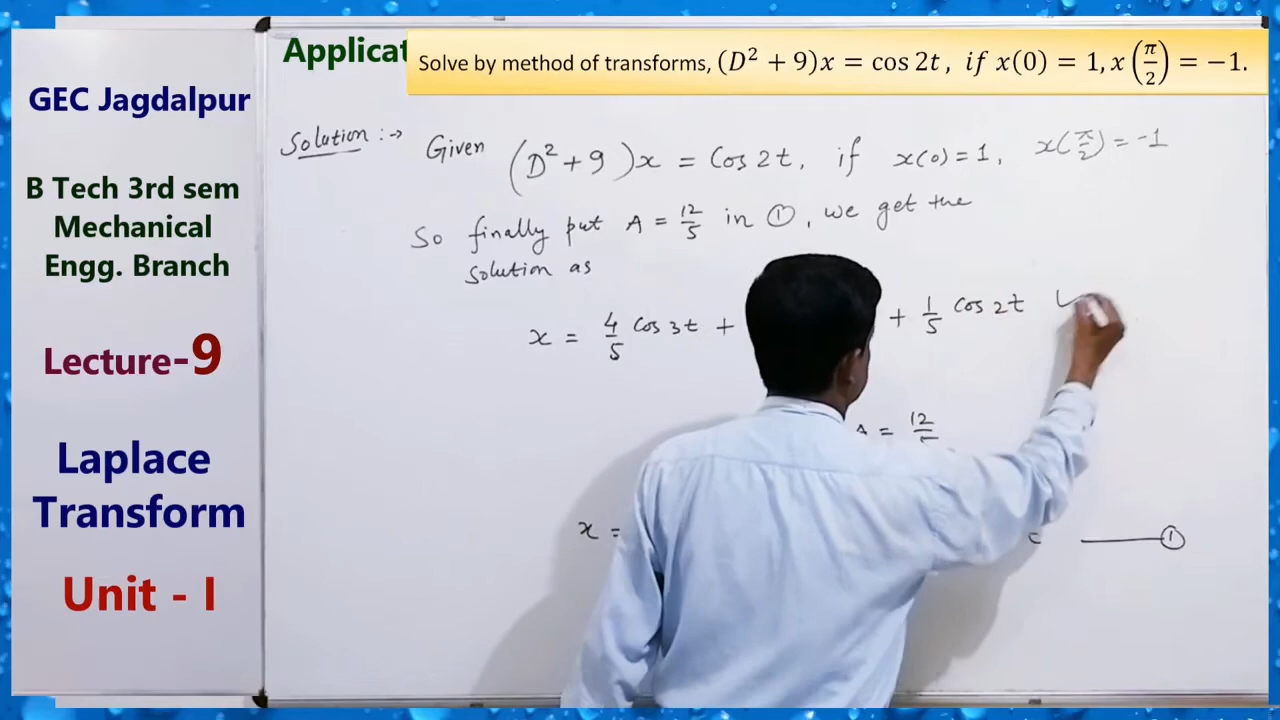 GEC Jagdalpur
B Tech 3rd sem
Mechanical
Engg. Branch
Lecture-9
Laplace
Transform
Unit - I
Solve by method of transforms, (D² + 9)x = cos 2t, if x(0) = 1, x(π/2) = −1.
Solution :→ Given (D² + 9)x = Cos 2t, if x(0) = 1, x(π/2) = -1
So finally put A = 12/5 in ①, we get the
solution as
x = 4/5 cos 3t + + 1/5 cos 2t
A = 12/5
x = ①